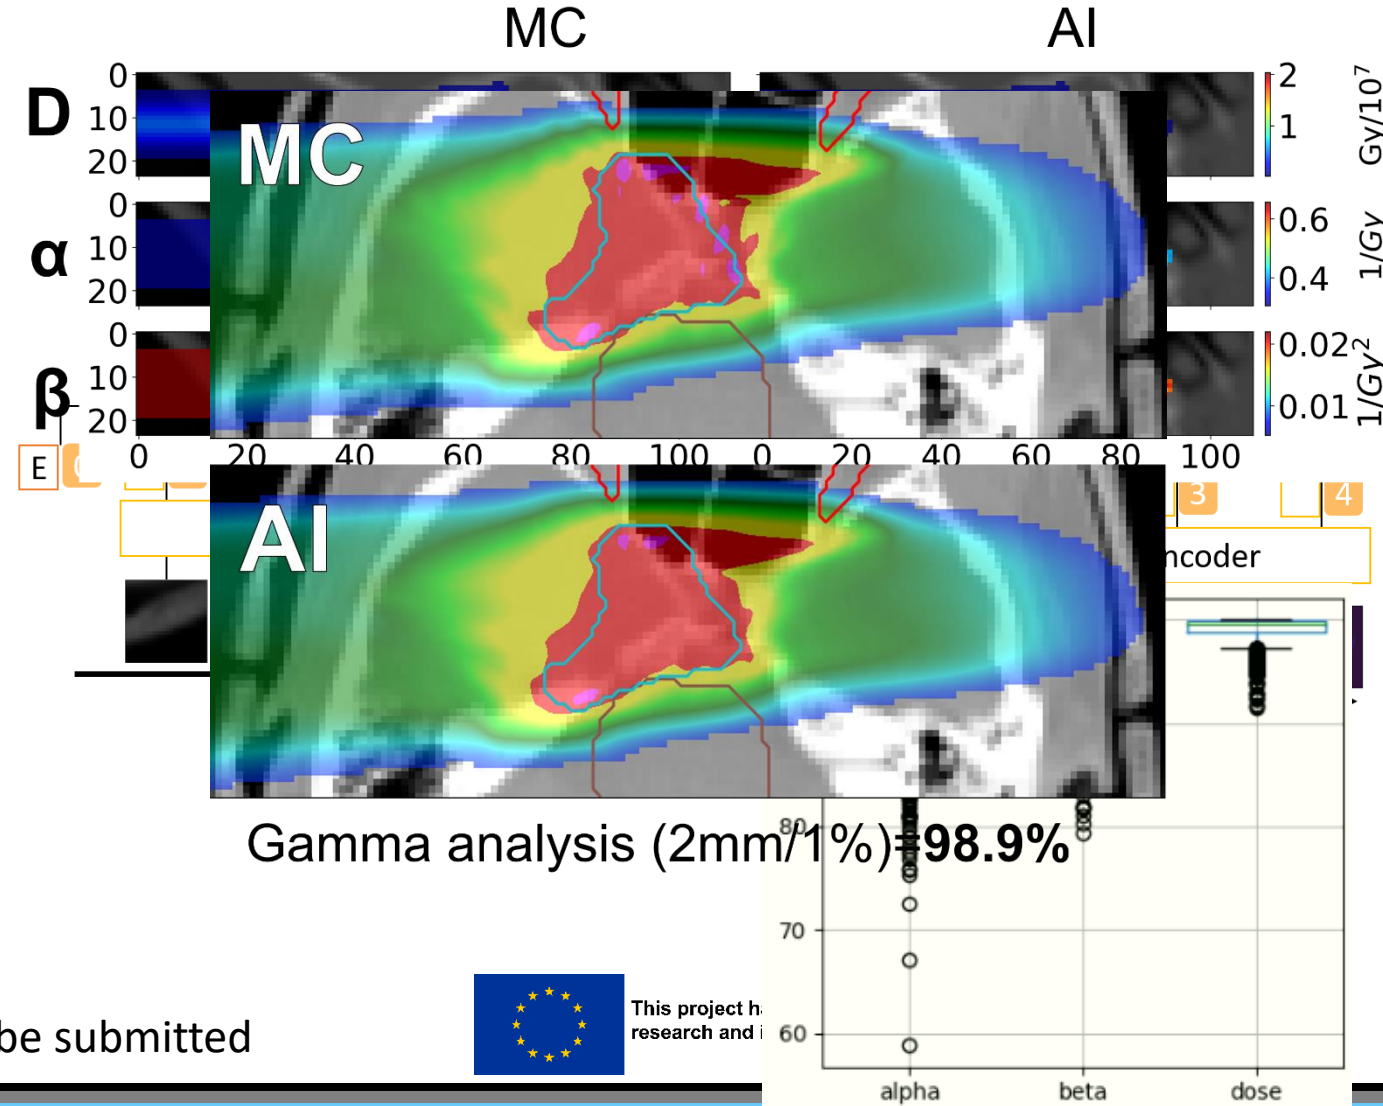 MC AI
D
0
10
20
2
1
Gy/10⁷
MC
α
0
10
20
0.6
0.4
1/Gy
β
0
10
20
0.02
0.01
1/Gy²
0 20 40 60 80 100 0 20 40 60 80 100
E
3 4
AI
ncoder
Gamma analysis (2mm/1%)=98.9%
80
70
60
alpha beta dose
This project ha
research and i
be submitted